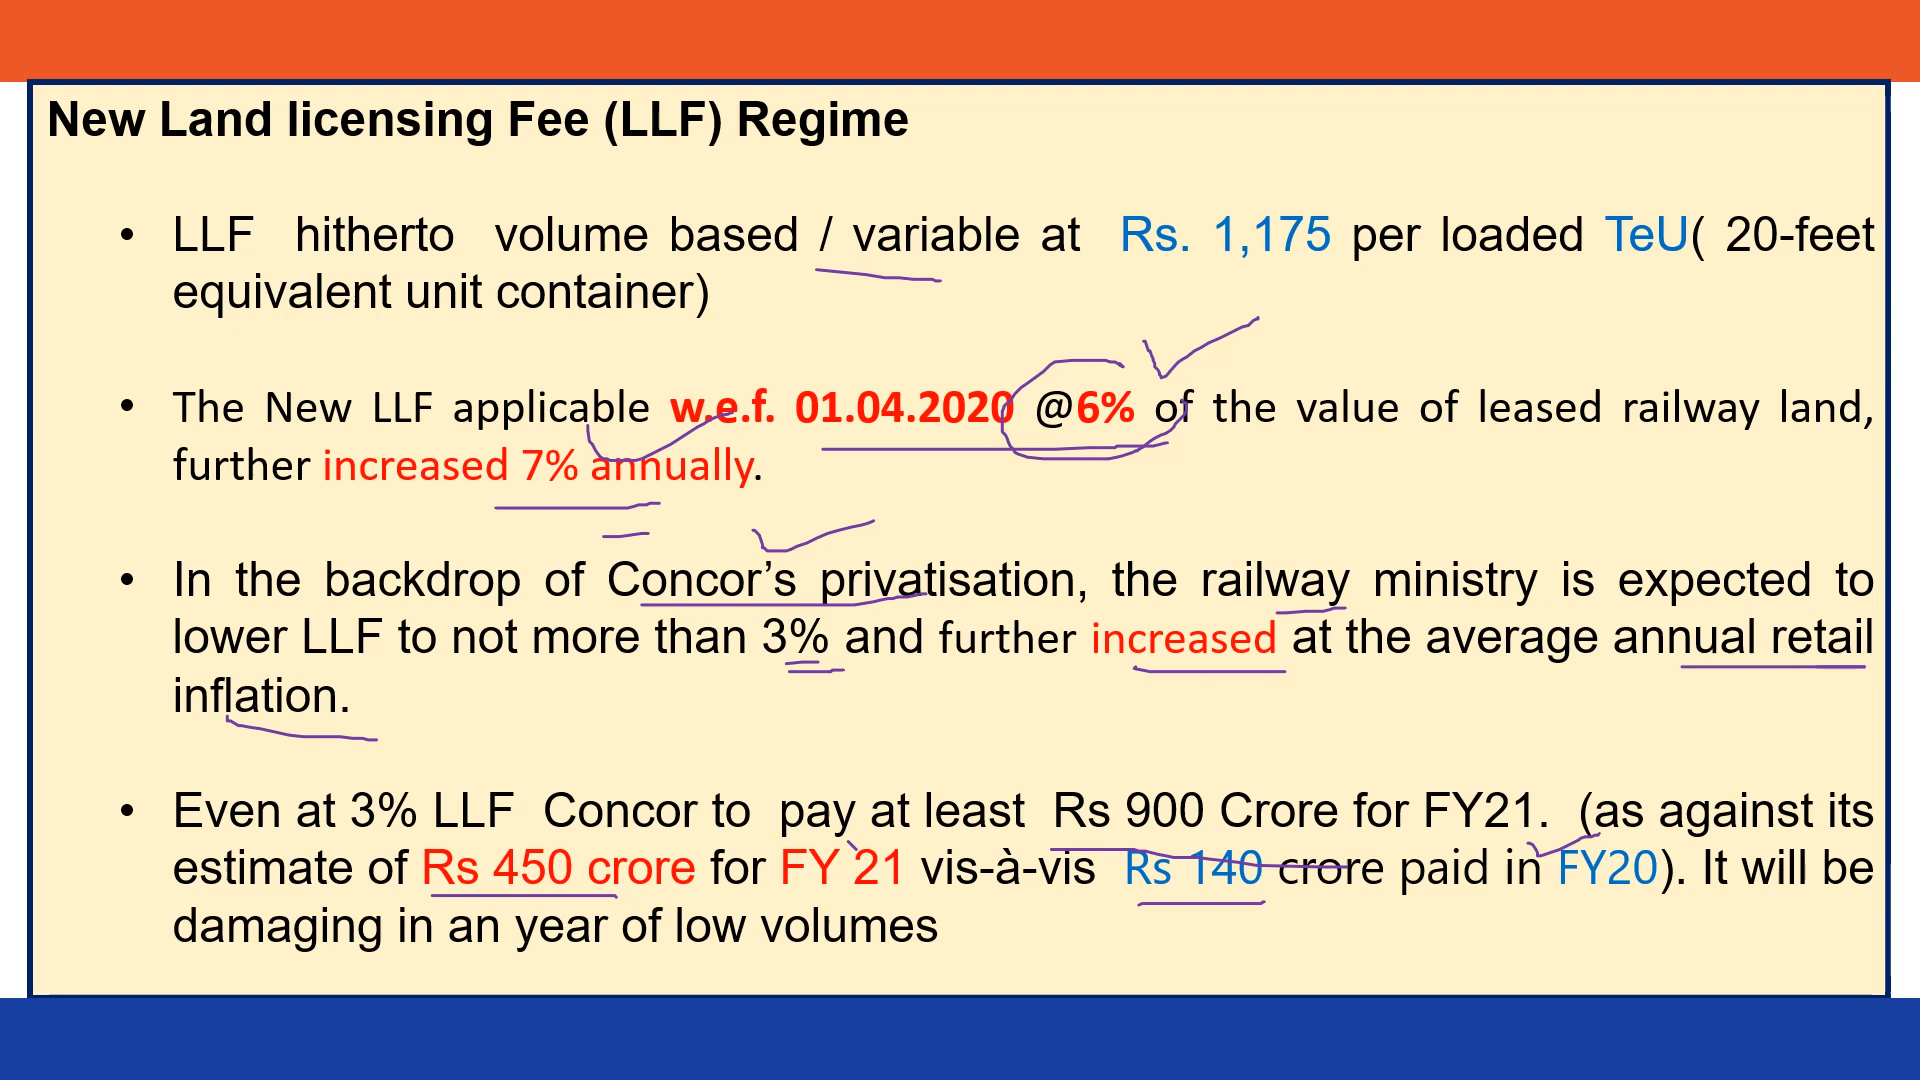 New Land licensing Fee (LLF) Regime
• LLF hitherto volume based / variable at Rs. 1,175 per loaded TeU( 20-feet
equivalent unit container)
• The New LLF applicable w.e.f. 01.04.2020 @6% of the value of leased railway land,
further increased 7% annually.
• In the backdrop of Concor’s privatisation, the railway ministry is expected to
lower LLF to not more than 3% and further increased at the average annual retail
inflation.
• Even at 3% LLF Concor to pay at least Rs 900 Crore for FY21. (as against its
estimate of Rs 450 crore for FY 21 vis-à-vis Rs 140 crore paid in FY20). It will be
damaging in an year of low volumes